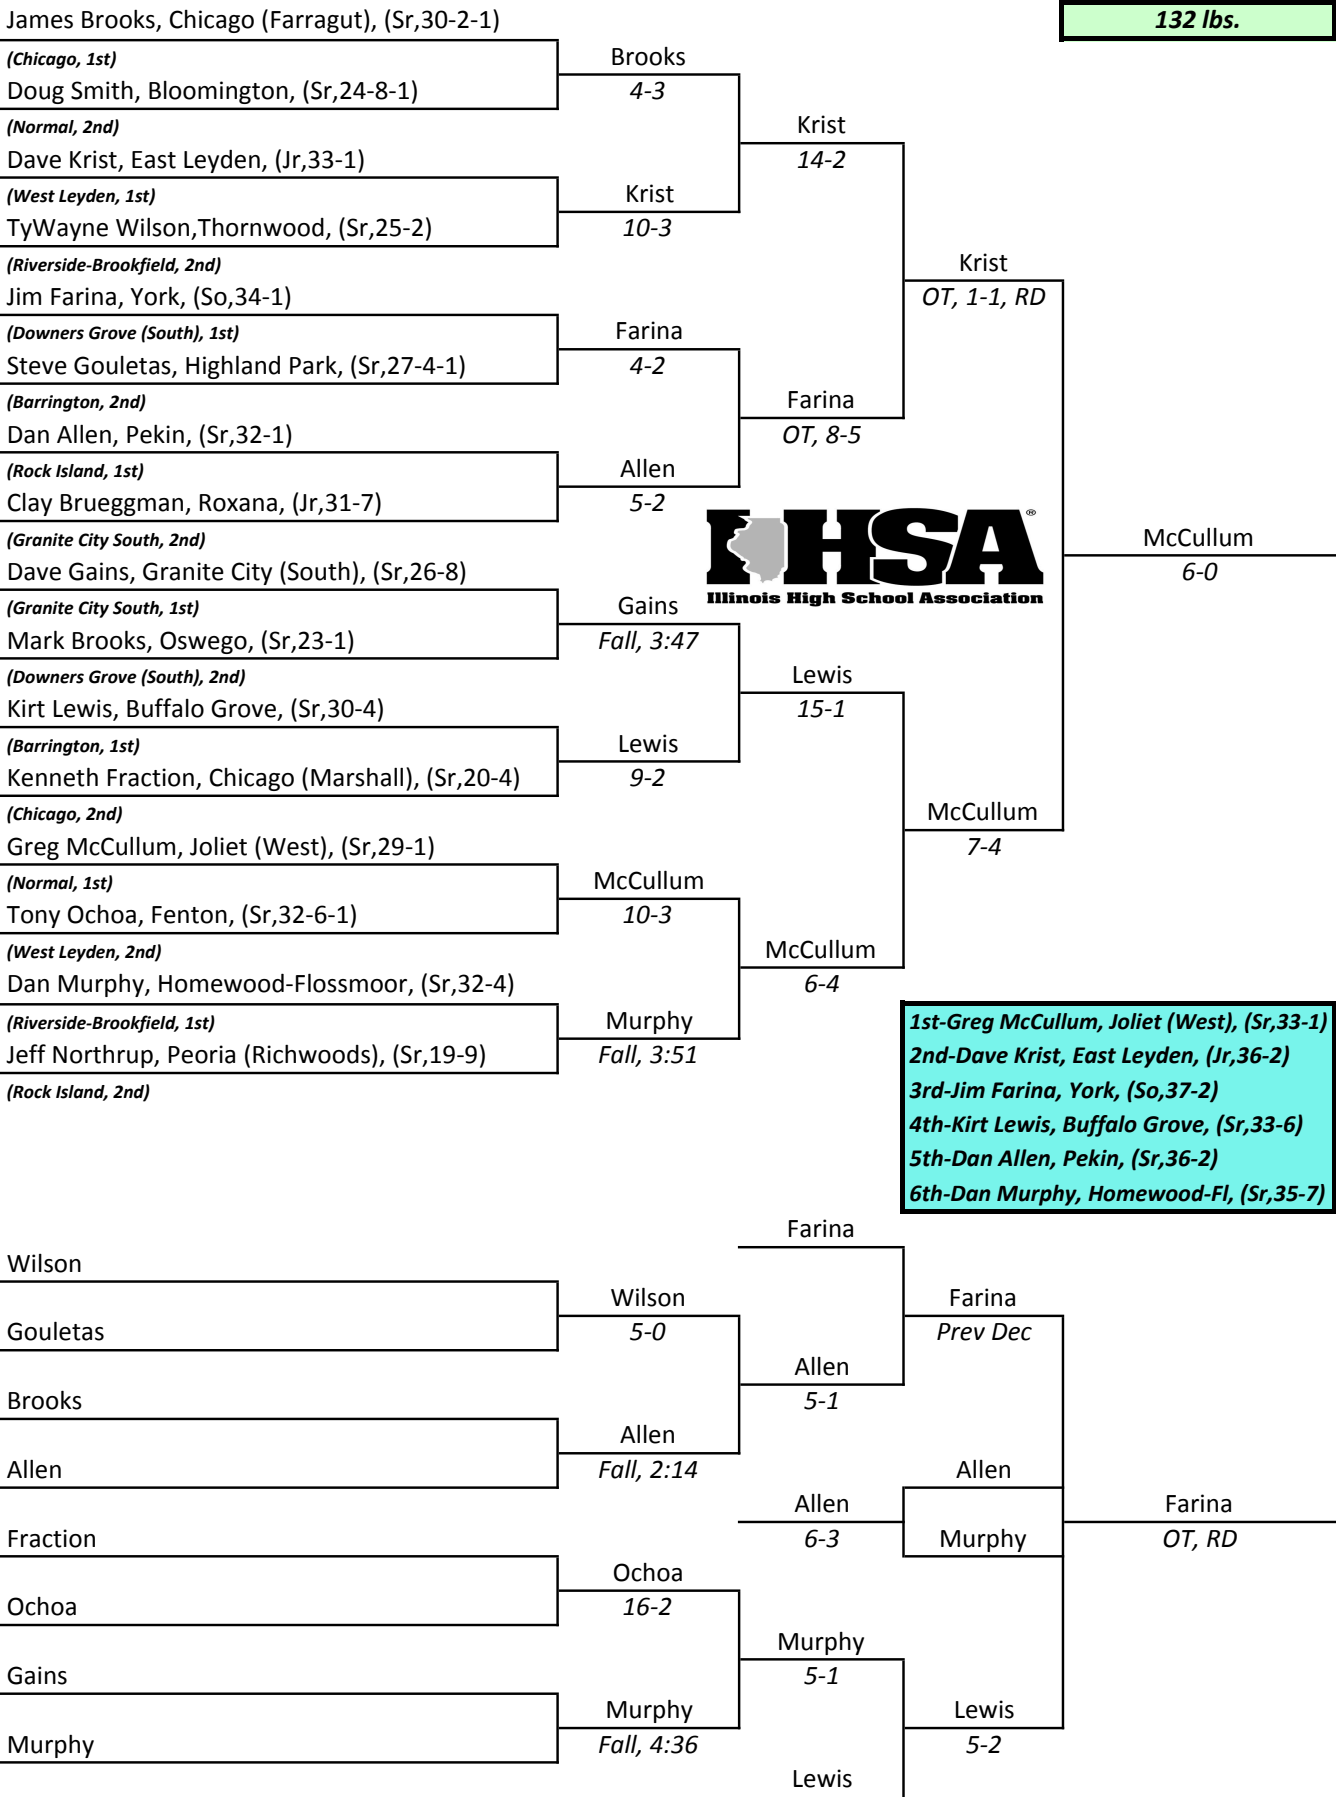 James Brooks, Chicago (Farragut), (Sr,30-2-1)
132 lbs.
(Chicago, 1st)
Brooks
Doug Smith, Bloomington, (Sr,24-8-1)
4-3
(Normal, 2nd)
Krist
Dave Krist, East Leyden, (Jr,33-1)
14-2
(West Leyden, 1st)
Krist
TyWayne Wilson,Thornwood, (Sr,25-2)
10-3
(Riverside-Brookfield, 2nd)
Krist
Jim Farina, York, (So,34-1)
OT, 1-1, RD
(Downers Grove (South), 1st)
Farina
Steve Gouletas, Highland Park, (Sr,27-4-1)
4-2
(Barrington, 2nd)
Farina
Dan Allen, Pekin, (Sr,32-1)
OT, 8-5
(Rock Island, 1st)
Allen
Clay Brueggman, Roxana, (Jr,31-7)
5-2
IHSA®
Illinois High School Association
(Granite City South, 2nd)
McCullum
Dave Gains, Granite City (South), (Sr,26-8)
6-0
(Granite City South, 1st)
Gains
Mark Brooks, Oswego, (Sr,23-1)
Fall, 3:47
(Downers Grove (South), 2nd)
Lewis
Kirt Lewis, Buffalo Grove, (Sr,30-4)
15-1
(Barrington, 1st)
Lewis
Kenneth Fraction, Chicago (Marshall), (Sr,20-4)
9-2
(Chicago, 2nd)
McCullum
Greg McCullum, Joliet (West), (Sr,29-1)
7-4
(Normal, 1st)
McCullum
Tony Ochoa, Fenton, (Sr,32-6-1)
10-3
(West Leyden, 2nd)
McCullum
Dan Murphy, Homewood-Flossmoor, (Sr,32-4)
6-4
(Riverside-Brookfield, 1st)
Murphy
Jeff Northrup, Peoria (Richwoods), (Sr,19-9)
Fall, 3:51
(Rock Island, 2nd)
1st-Greg McCullum, Joliet (West), (Sr,33-1)
2nd-Dave Krist, East Leyden, (Jr,36-2)
3rd-Jim Farina, York, (So,37-2)
4th-Kirt Lewis, Buffalo Grove, (Sr,33-6)
5th-Dan Allen, Pekin, (Sr,36-2)
6th-Dan Murphy, Homewood-Fl, (Sr,35-7)
Farina
Wilson
Wilson
Farina
Gouletas
5-0
Prev Dec
Allen
Brooks
5-1
Allen
Allen
Fall, 2:14
Allen
Allen
Farina
Fraction
6-3
Murphy
OT, RD
Ochoa
Ochoa
16-2
Murphy
Gains
5-1
Murphy
Lewis
Murphy
Fall, 4:36
5-2
Lewis